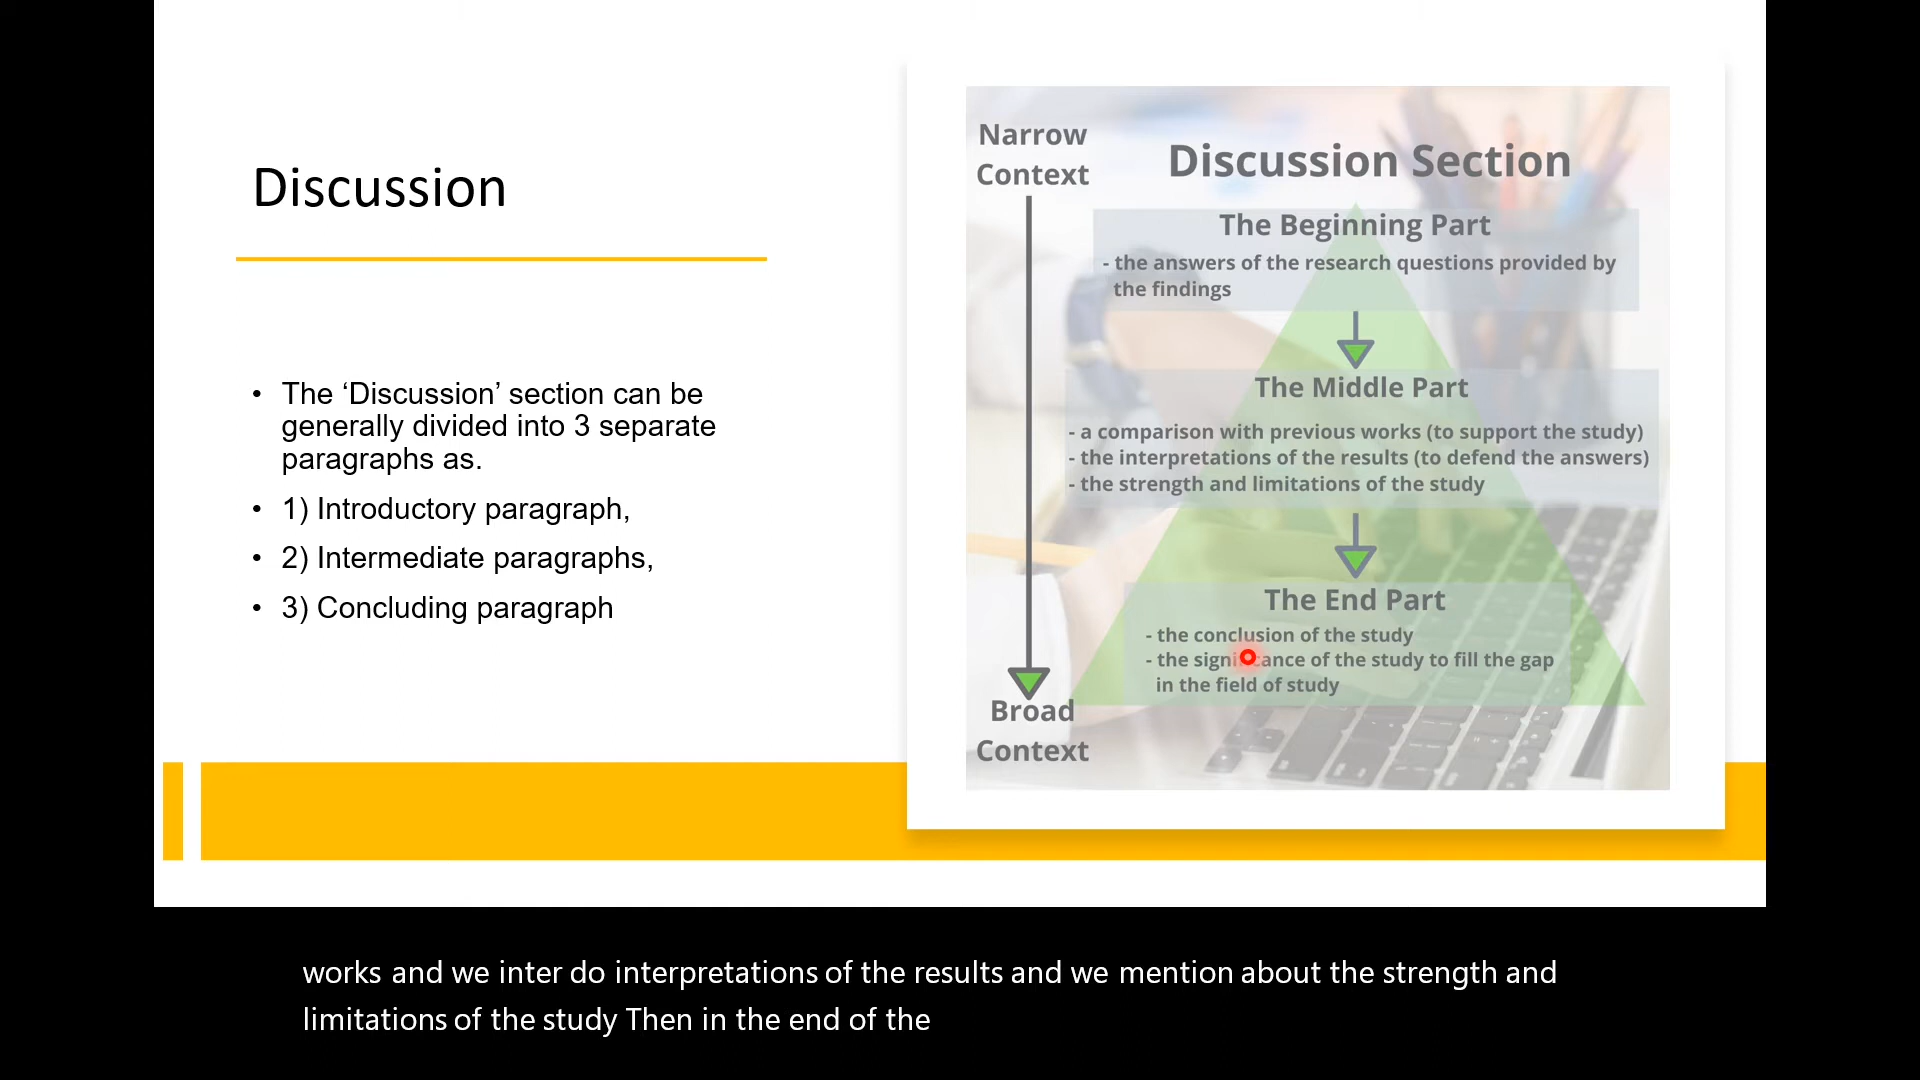 Discussion
• The ‘Discussion’ section can be
generally divided into 3 separate
paragraphs as.
• 1) Introductory paragraph,
• 2) Intermediate paragraphs,
• 3) Concluding paragraph
Narrow
Context
Discussion Section
The Beginning Part
- the answers of the research questions provided by
the findings
The Middle Part
- a comparison with previous works (to support the study)
- the interpretations of the results (to defend the answers)
- the strength and limitations of the study
The End Part
- the conclusion of the study
- the significance of the study to fill the gap
in the field of study
Broad
Context
works and we inter do interpretations of the results and we mention about the strength and
limitations of the study Then in the end of the